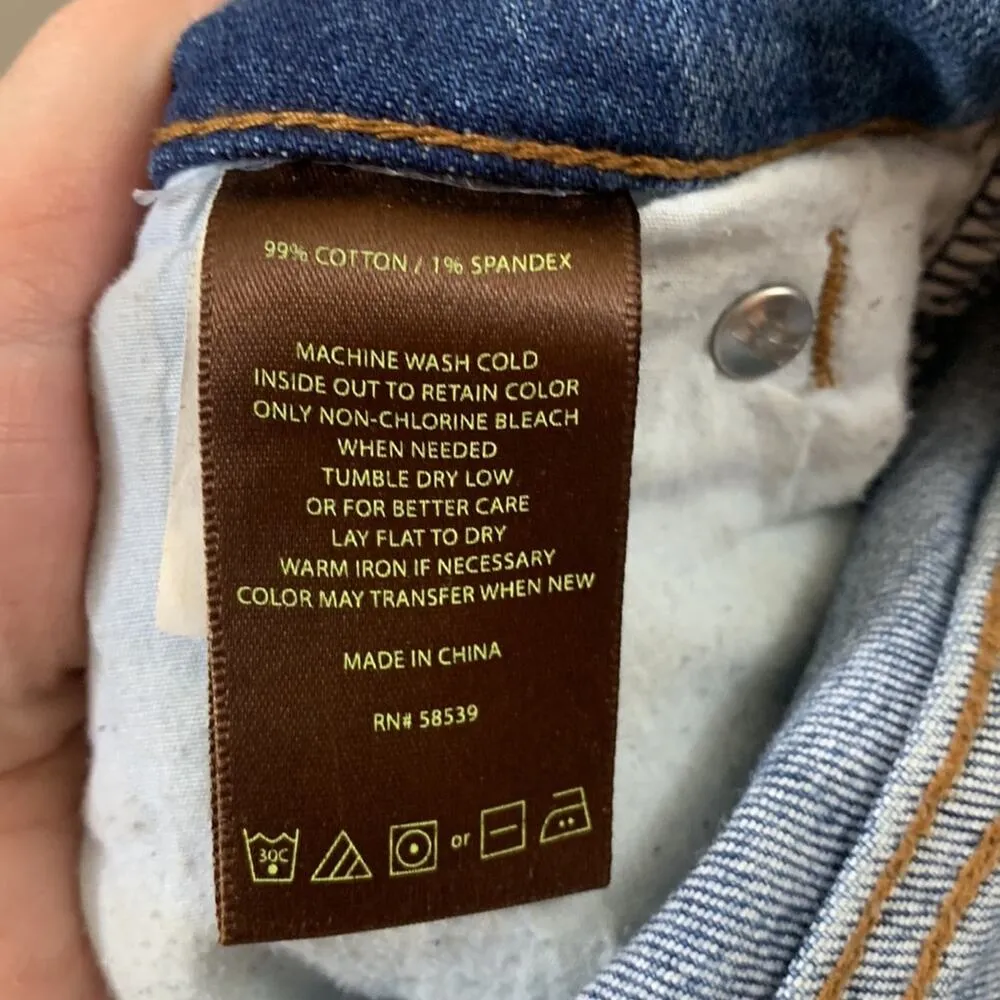 99% COTTON / 1% SPANDEX
MACHINE WASH COLD
INSIDE OUT TO RETAIN COLOR
ONLY NON-CHLORINE BLEACH
WHEN NEEDED
TUMBLE DRY LOW
OR FOR BETTER CARE
LAY FLAT TO DRY
WARM IRON IF NECESSARY
COLOR MAY TRANSFER WHEN NEW
MADE IN CHINA
RN# 58539
30C or